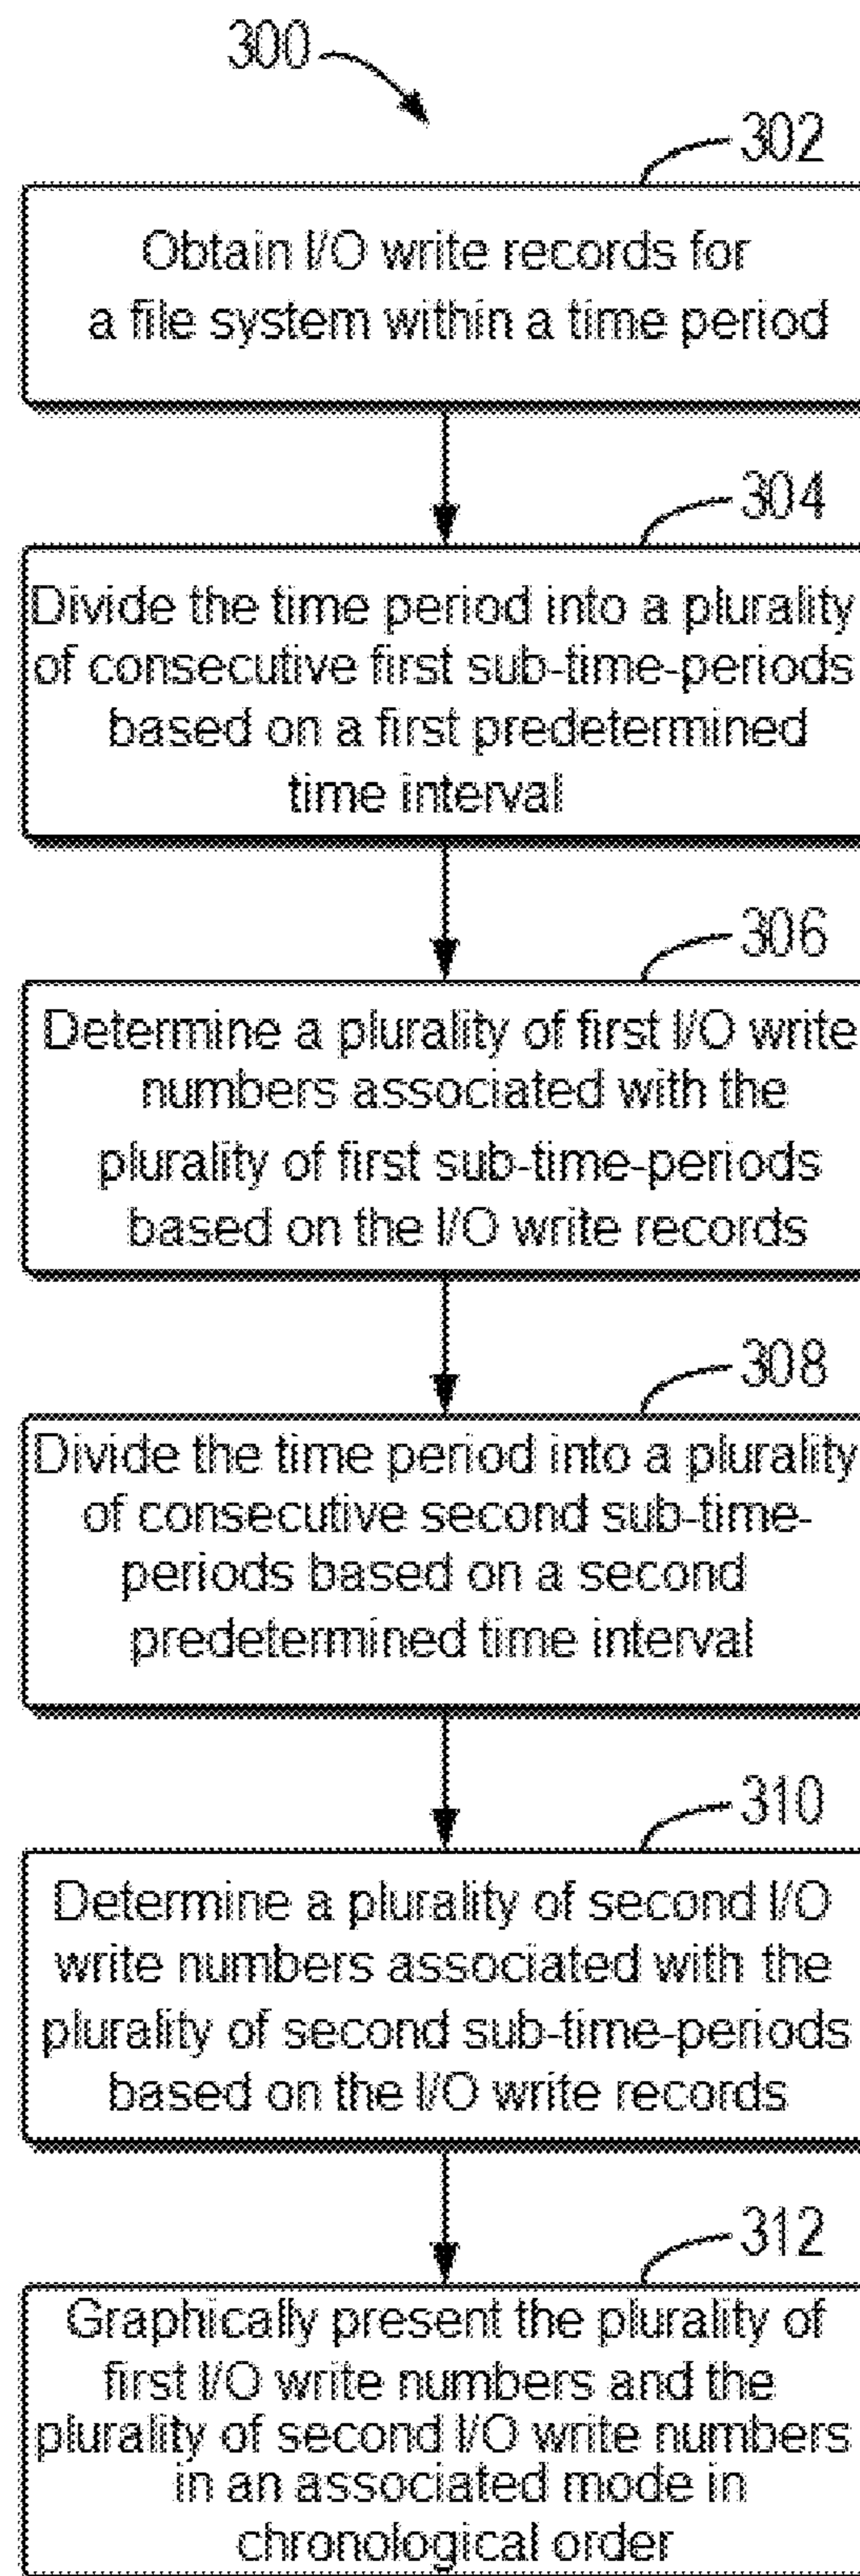 300
302
Obtain I/O write records for
a file system within a time period
304
Divide the time period into a plurality
of consecutive first sub-time-periods
based on a first predetermined
time interval
306
Determine a plurality of first I/O write
numbers associated with the
plurality of first sub-time-periods
based on the I/O write records
308
Divide the time period into a plurality
of consecutive second sub-time-
periods based on a second
predetermined time interval
310
Determine a plurality of second I/O
write numbers associated with the
plurality of second sub-time-periods
based on the I/O write records
312
Graphically present the plurality of
first I/O write numbers and the
plurality of second I/O write numbers
in an associated mode in
chronological order